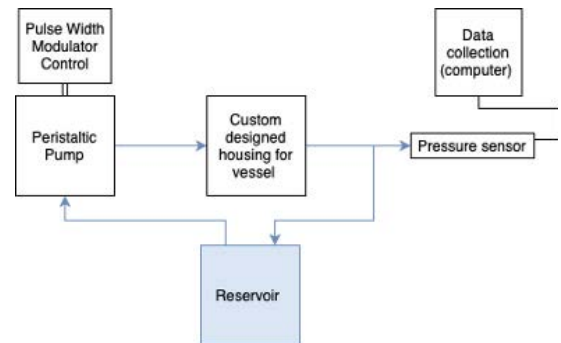 Pulse Width
Modulator
Control
Data
collection
(computer)
Peristaltic
Pump
Custom
designed
housing for
vessel
Pressure sensor
Reservoir